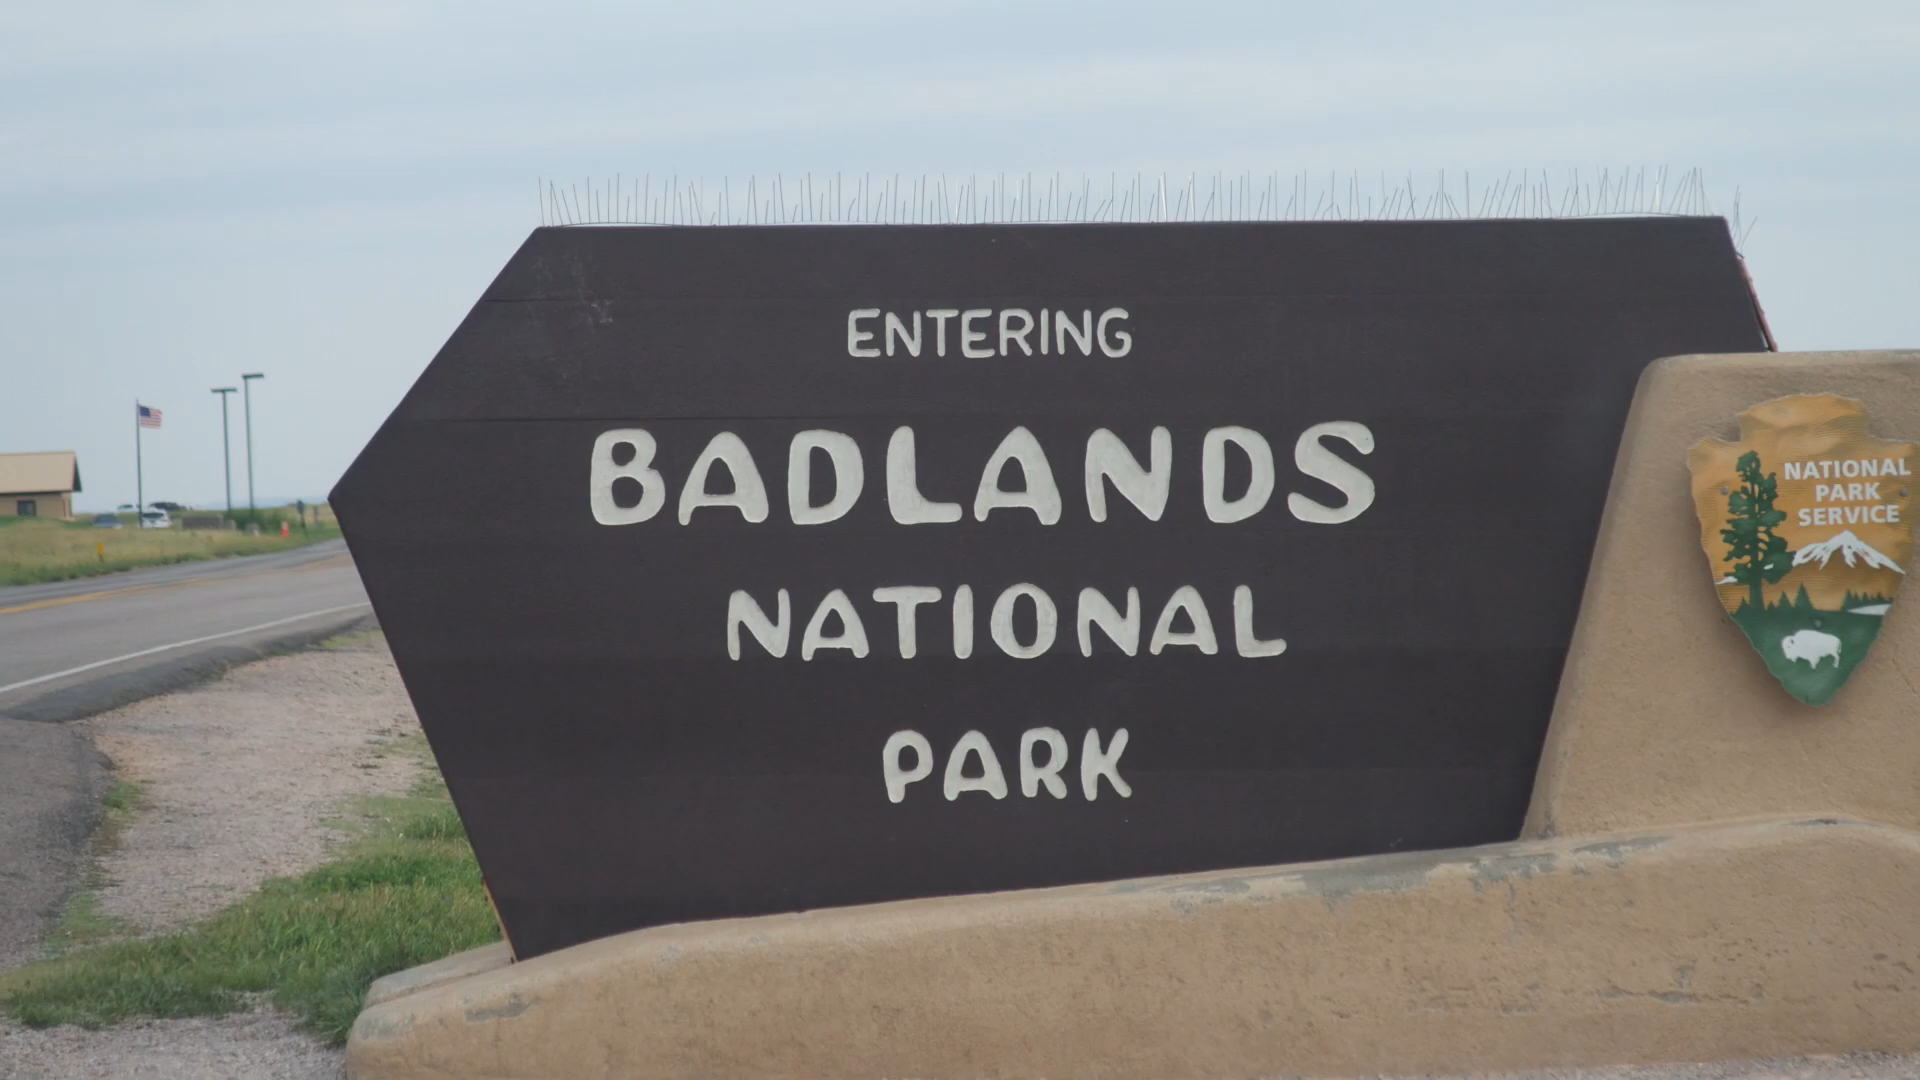 ENTERING
BADLANDS
NATIONAL
PARK
NATIONAL
PARK
SERVICE